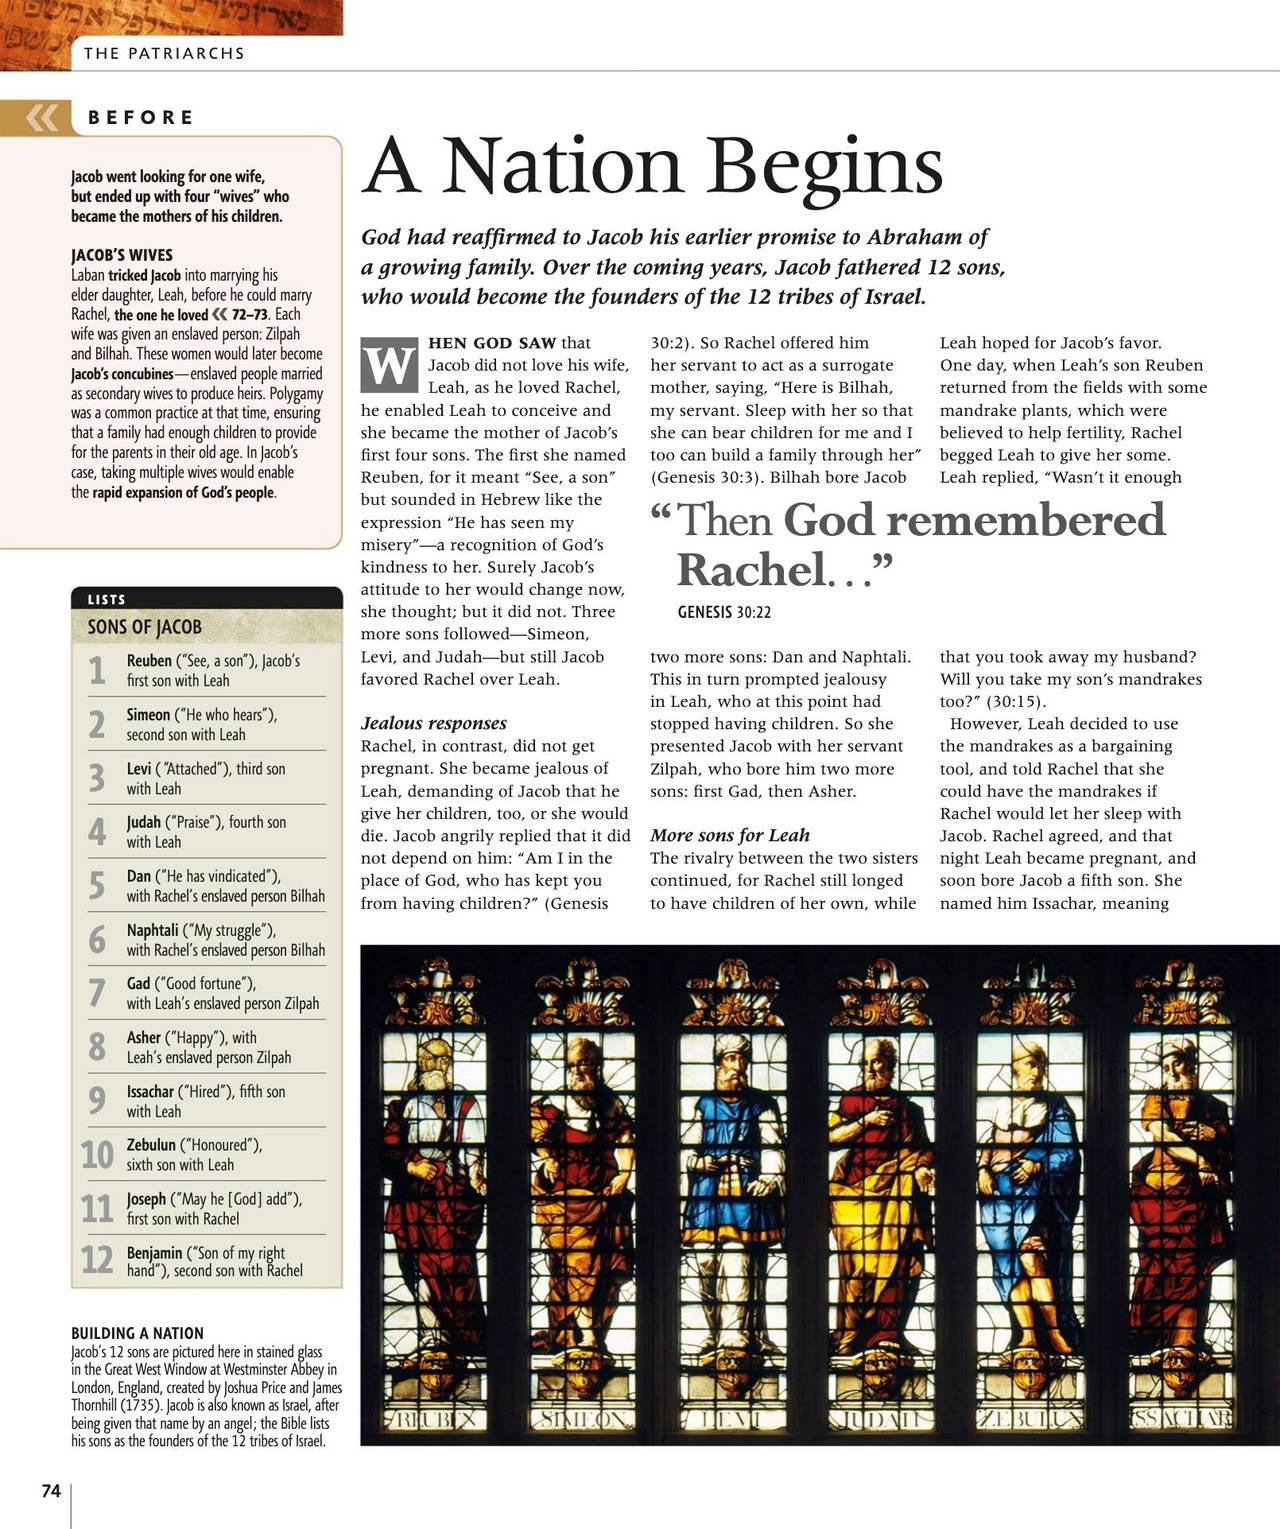 THE PATRIARCHS
BEFORE
Jacob went looking for one wife,
but ended up with four “wives” who
became the mothers of his children.
JACOB’S WIVES
Laban tricked Jacob into marrying his
elder daughter, Leah, before he could marry
Rachel, the one he loved « 72–73. Each
wife was given an enslaved person: Zilpah
and Bilhah. These women would later become
Jacob’s concubines—enslaved people married
as secondary wives to produce heirs. Polygamy
was a common practice at that time, ensuring
that a family had enough children to provide
for the parents in their old age. In Jacob’s
case, taking multiple wives would enable
the rapid expansion of God’s people.
LISTS
SONS OF JACOB
1 Reuben (“See, a son”), Jacob’s
first son with Leah
2 Simeon (“He who hears”),
second son with Leah
3 Levi (“Attached”), third son
with Leah
4 Judah (“Praise”), fourth son
with Leah
5 Dan (“He has vindicated”),
with Rachel’s enslaved person Bilhah
6 Naphtali (“My struggle”),
with Rachel’s enslaved person Bilhah
7 Gad (“Good fortune”),
with Leah’s enslaved person Zilpah
8 Asher (“Happy”), with
Leah’s enslaved person Zilpah
9 Issachar (“Hired”), fifth son
with Leah
10 Zebulun (“Honoured”),
sixth son with Leah
11 Joseph (“May he [God] add”),
first son with Rachel
12 Benjamin (“Son of my right
hand”), second son with Rachel
BUILDING A NATION
Jacob’s 12 sons are pictured here in stained glass
in the Great West Window at Westminster Abbey in
London, England, created by Joshua Price and James
Thornhill (1735). Jacob is also known as Israel, after
being given that name by an angel; the Bible lists
his sons as the founders of the 12 tribes of Israel.
74
A Nation Begins
God had reaffirmed to Jacob his earlier promise to Abraham of
a growing family. Over the coming years, Jacob fathered 12 sons,
who would become the founders of the 12 tribes of Israel.
WHEN GOD SAW that
Jacob did not love his wife,
Leah, as he loved Rachel,
he enabled Leah to conceive and
she became the mother of Jacob’s
first four sons. The first she named
Reuben, for it meant “See, a son”
but sounded in Hebrew like the
expression “He has seen my
misery”—a recognition of God’s
kindness to her. Surely Jacob’s
attitude to her would change now,
she thought; but it did not. Three
more sons followed—Simeon,
Levi, and Judah—but still Jacob
favored Rachel over Leah.
Jealous responses
Rachel, in contrast, did not get
pregnant. She became jealous of
Leah, demanding of Jacob that he
give her children, too, or she would
die. Jacob angrily replied that it did
not depend on him: “Am I in the
place of God, who has kept you
from having children?” (Genesis
30:2). So Rachel offered him
her servant to act as a surrogate
mother, saying, “Here is Bilhah,
my servant. Sleep with her so that
she can bear children for me and I
too can build a family through her”
(Genesis 30:3). Bilhah bore Jacob
two more sons: Dan and Naphtali.
This in turn prompted jealousy
in Leah, who at this point had
stopped having children. So she
presented Jacob with her servant
Zilpah, who bore him two more
sons: first Gad, then Asher.
More sons for Leah
The rivalry between the two sisters
continued, for Rachel still longed
to have children of her own, while
Leah hoped for Jacob’s favor.
One day, when Leah’s son Reuben
returned from the fields with some
mandrake plants, which were
believed to help fertility, Rachel
begged Leah to give her some.
Leah replied, “Wasn’t it enough
that you took away my husband?
Will you take my son’s mandrakes
too?” (30:15).
However, Leah decided to use
the mandrakes as a bargaining
tool, and told Rachel that she
could have the mandrakes if
Rachel would let her sleep with
Jacob. Rachel agreed, and that
night Leah became pregnant, and
soon bore Jacob a fifth son. She
named him Issachar, meaning
“Then God remembered
Rachel...”
GENESIS 30:22
REUBEN SIMEON LEVI JUDAH ZEBULUN ISSACHAR